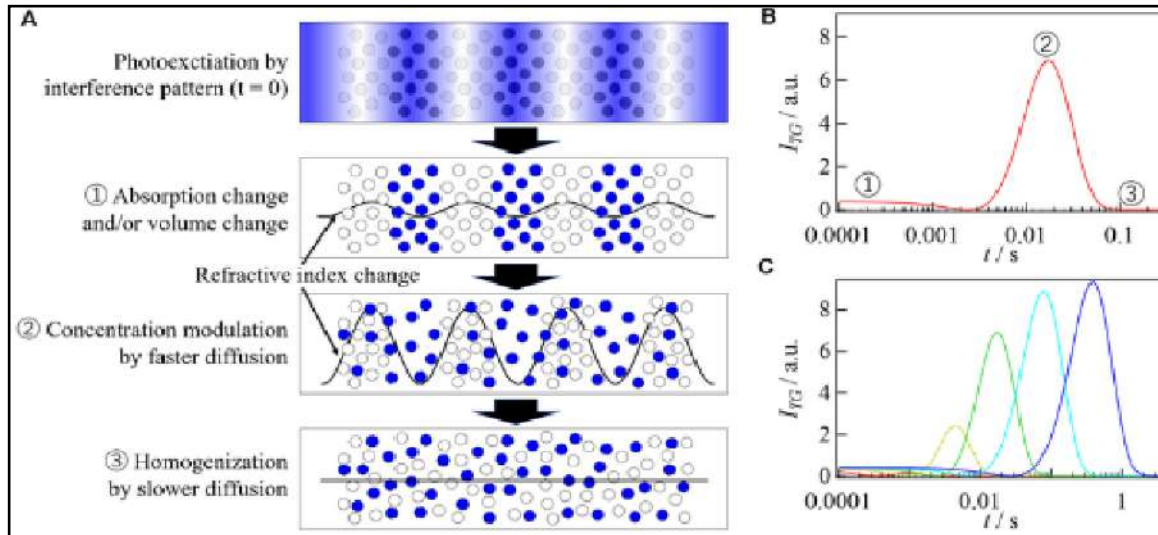 A
Photoexctiation by
interference pattern (t = 0)
① Absorption change
and/or volume change
Refractive index change
② Concentration modulation
by faster diffusion
③ Homogenization
by slower diffusion
B
8
6
4
2
0
I_TG / a.u.
①
②
③
0.0001
0.001
0.01
0.1
t / s
C
8
6
4
2
0
I_TG / a.u.
0.0001
0.01
1
t / s